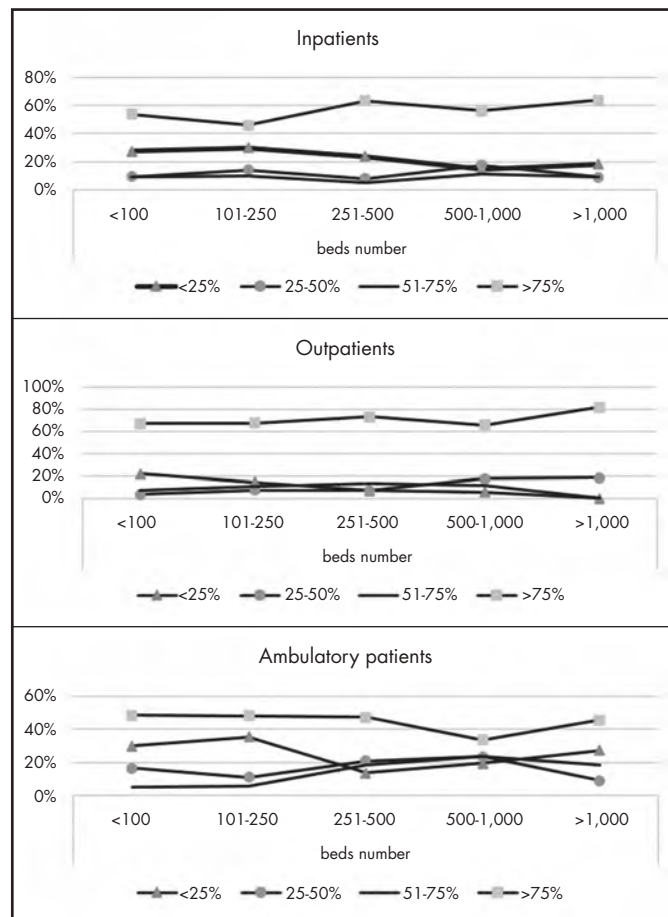 Inpatients
80%
60%
40%
20%
0%
<100 101-250 251-500 500-1,000 >1,000
beds number
<25% 25-50% 51-75% >75%
Outpatients
100%
80%
60%
40%
20%
0%
<100 101-250 251-500 500-1,000 >1,000
beds number
<25% 25-50% 51-75% >75%
Ambulatory patients
60%
40%
20%
0%
<100 101-250 251-500 500-1,000 >1,000
beds number
<25% 25-50% 51-75% >75%